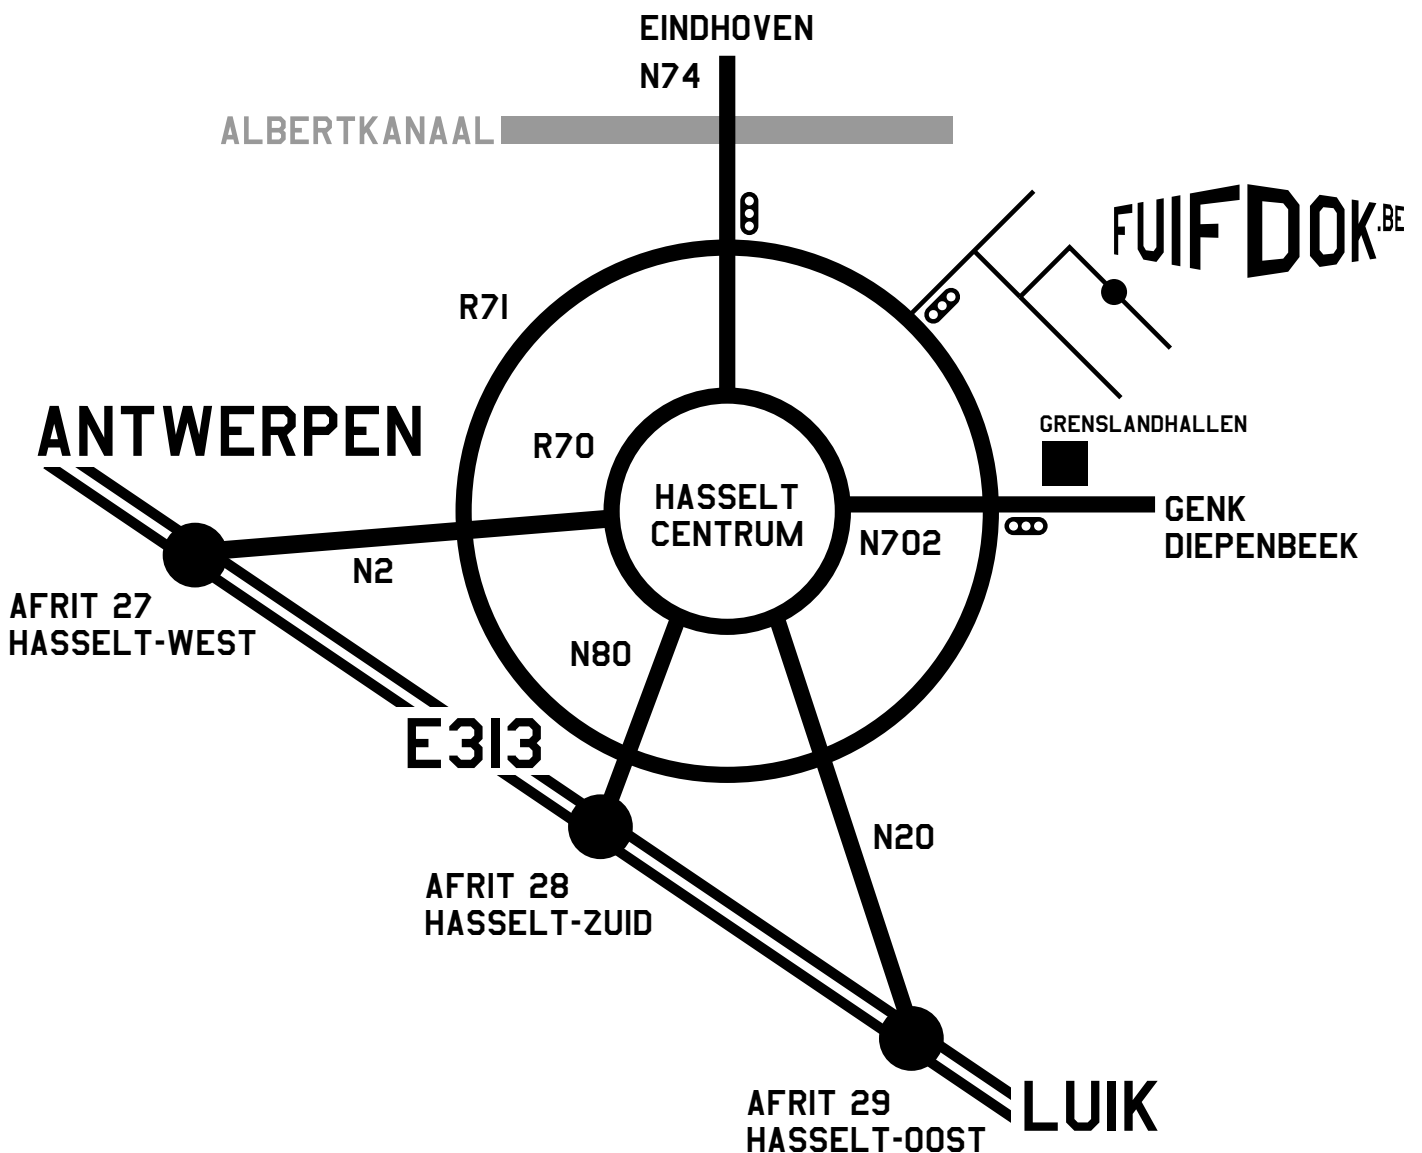 EINDHOVEN
N74
ALBERTKANAAL
FUIFDOK.BE
R71
ANTWERPEN
GRENSLANDHALLEN
R70
HASSELT
CENTRUM
N702
GENK
DIEPENBEEK
N2
AFRIT 27
HASSELT-WEST
N80
E313
N20
AFRIT 28
HASSELT-ZUID
LUIK
AFRIT 29
HASSELT-OOST